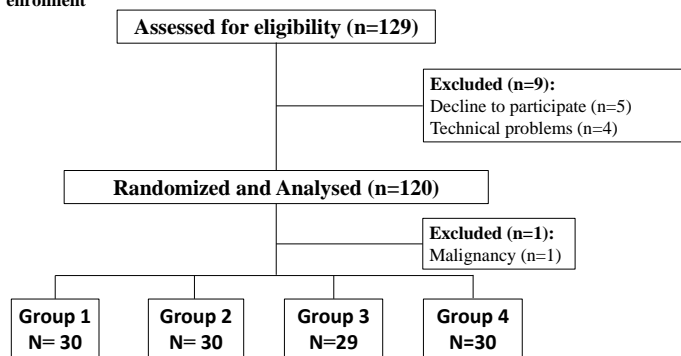 enrolment
Assessed for eligibility (n=129)
Excluded (n=9):
Decline to participate (n=5)
Technical problems (n=4)
Randomized and Analysed (n=120)
Excluded (n=1):
Malignancy (n=1)
Group 1
N= 30
Group 2
N= 30
Group 3
N=29
Group 4
N=30